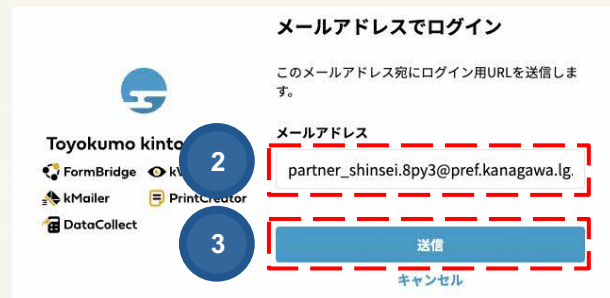 メールアドレスでログイン
このメールアドレス宛にログイン用URLを送信しま
す。
メールアドレス
partner_shinsei.8py3@pref.kanagawa.lg.
送信
キャンセル
Toyokumo kinto
FormBridge
kMailer
PrintCreator
DataCollect
2
3